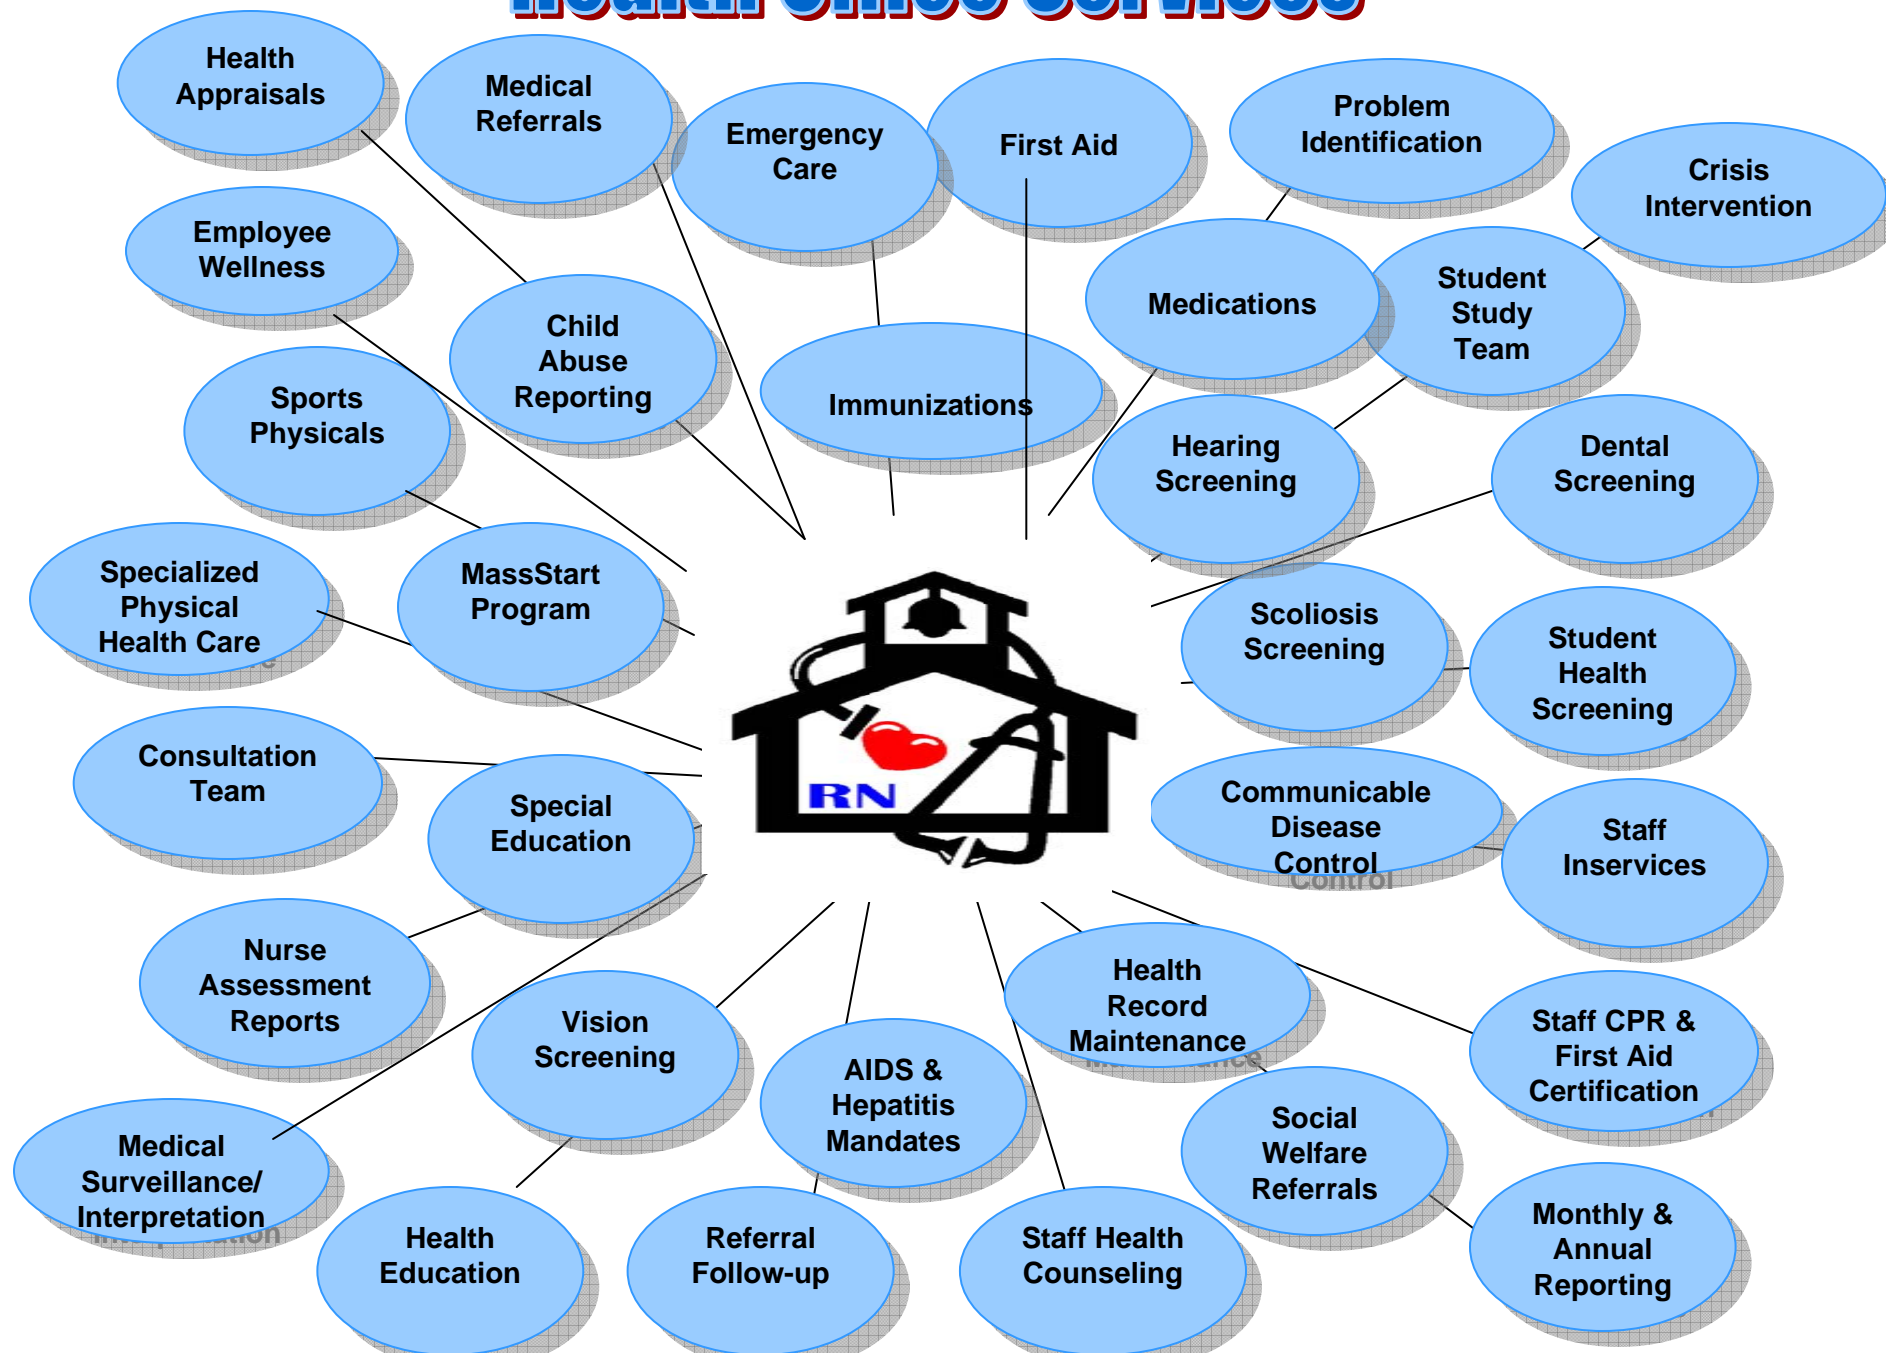 Health Office Services
Health
Appraisals
Medical
Referrals
Emergency
Care
First Aid
Problem
Identification
Crisis
Intervention
Employee
Wellness
Child
Abuse
Reporting
Immunizations
Medications
Student
Study
Team
Sports
Physicals
Hearing
Screening
Dental
Screening
Specialized
Physical
Health Care
MassStart
Program
Scoliosis
Screening
Student
Health
Screening
Consultation
Team
Special
Education
RN
Communicable
Disease
Control
Staff
Inservices
Nurse
Assessment
Reports
Vision
Screening
AIDS &
Hepatitis
Mandates
Health
Record
Maintenance
Staff CPR &
First Aid
Certification
Medical
Surveillance/
Interpretation
Health
Education
Referral
Follow-up
Staff Health
Counseling
Social
Welfare
Referrals
Monthly &
Annual
Reporting